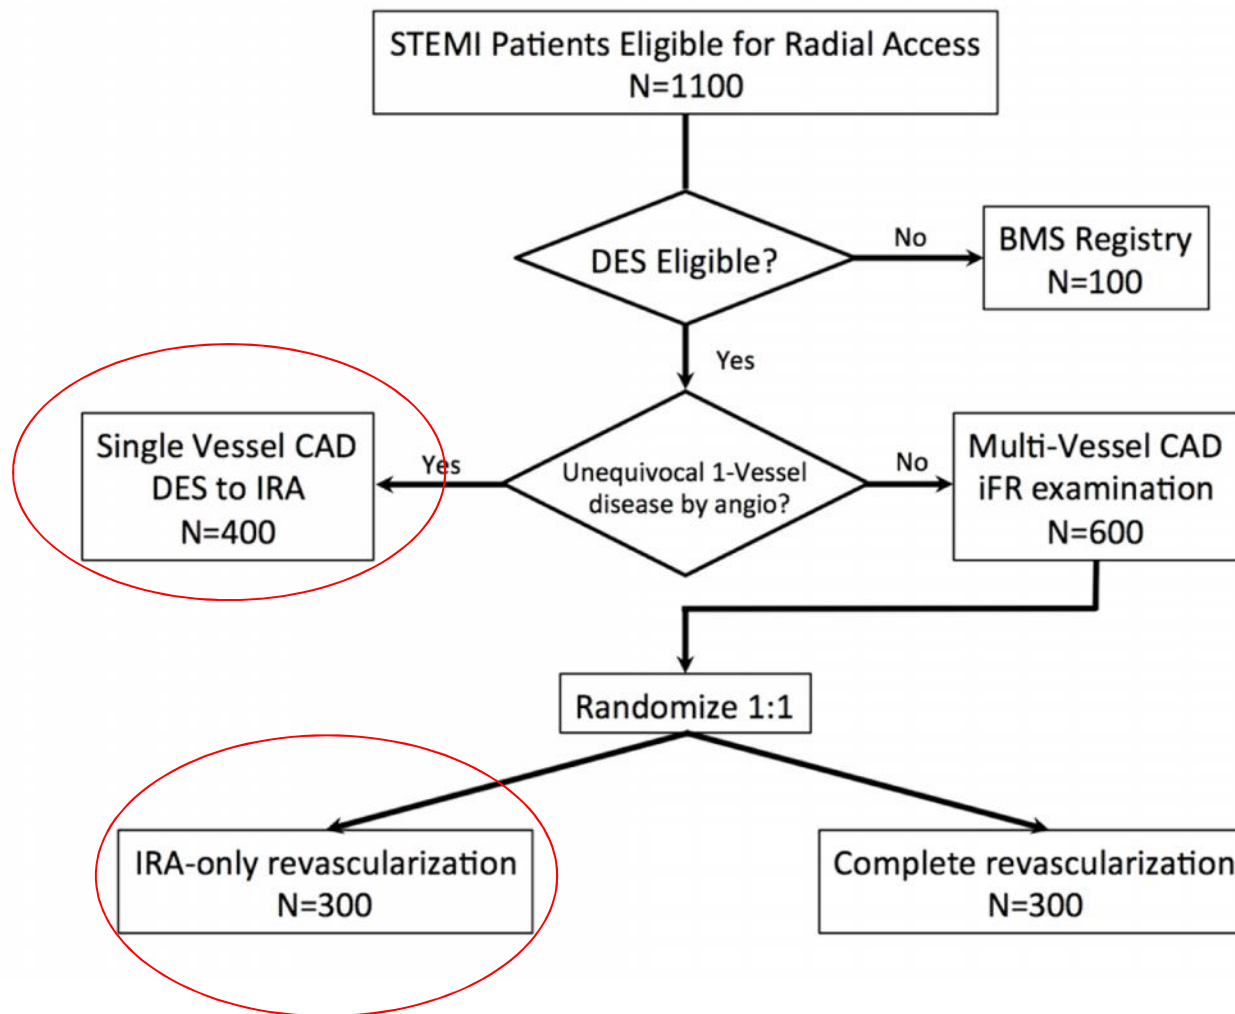 STEMI Patients Eligible for Radial Access
N=1100
DES Eligible?
No
BMS Registry
N=100
Yes
Single Vessel CAD
DES to IRA
N=400
Yes
Unequivocal 1-Vessel
disease by angio?
No
Multi-Vessel CAD
iFR examination
N=600
Randomize 1:1
IRA-only revascularization
N=300
Complete revascularization
N=300